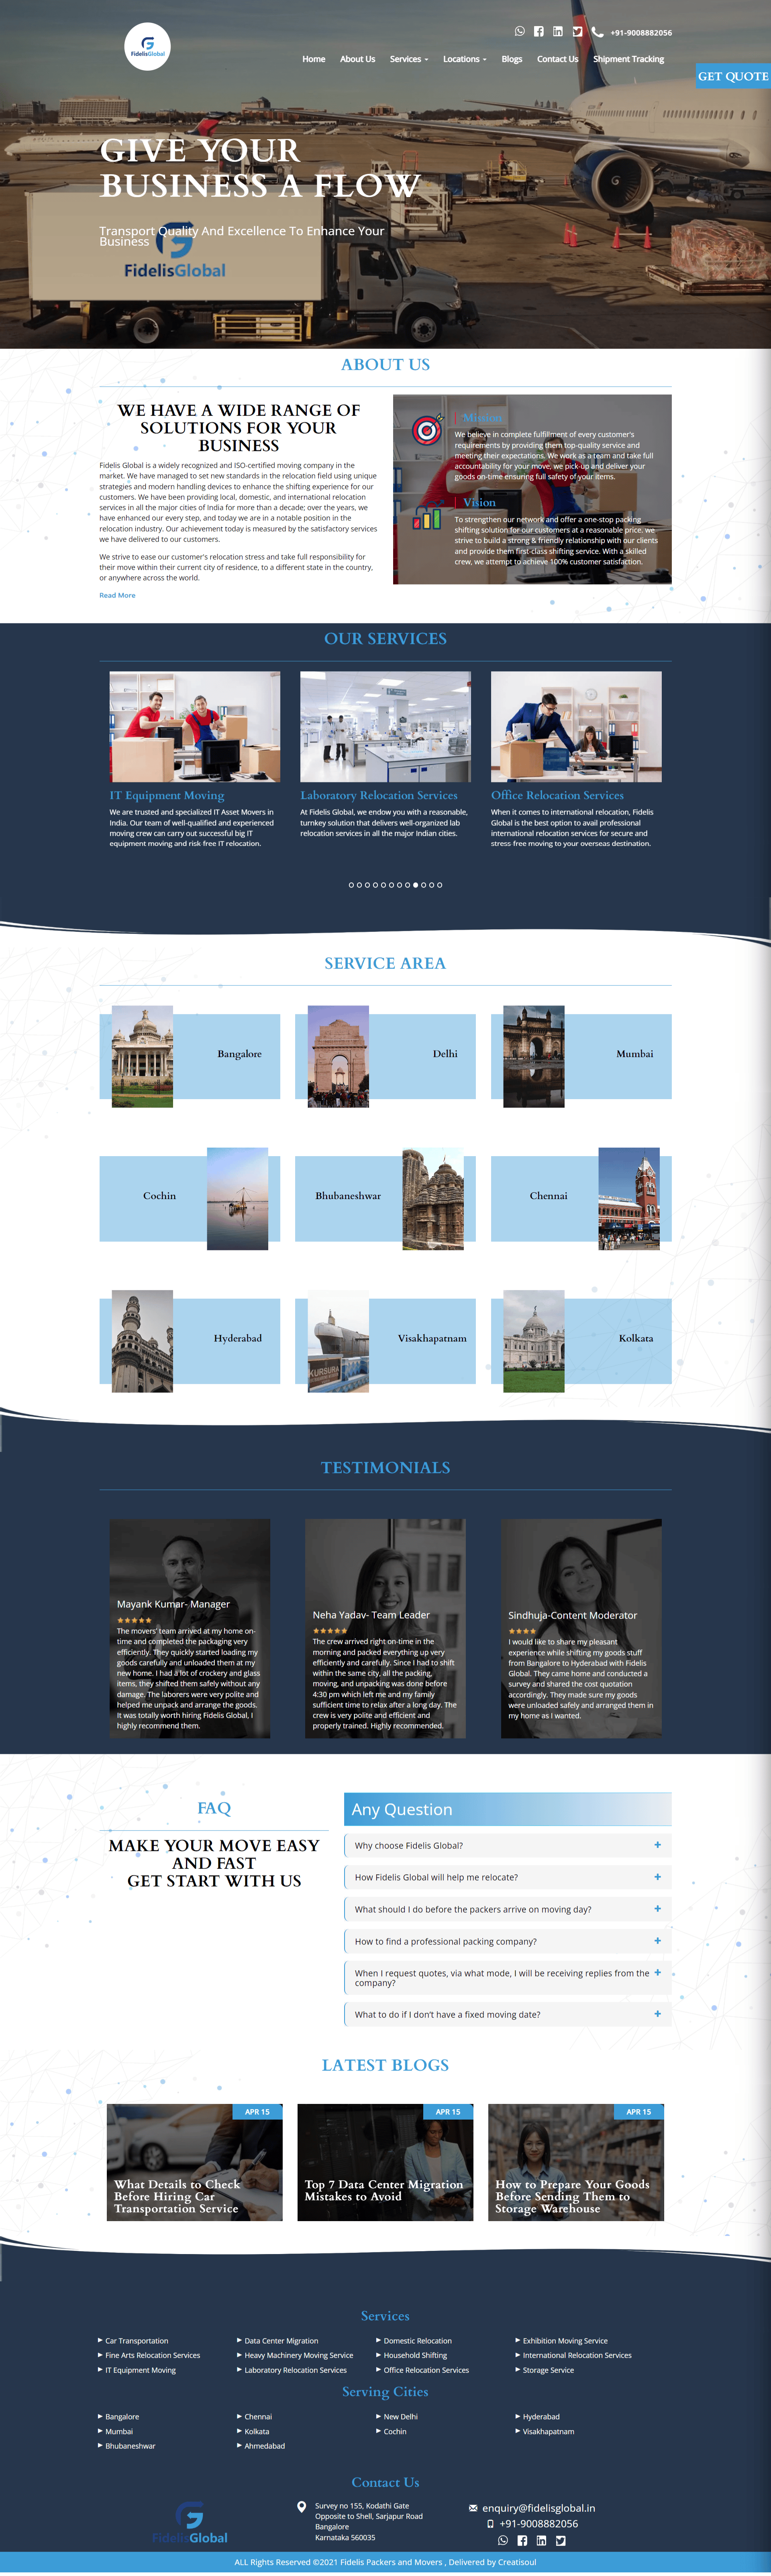 FidelisGlobal
+91-9008882056
Home About Us Services Locations Blogs Contact Us Shipment Tracking
GET QUOTE
GIVE YOUR
BUSINESS A FLOW
Transport Quality And Excellence To Enhance Your
Business
FidelisGlobal
ABOUT US
WE HAVE A WIDE RANGE OF
SOLUTIONS FOR YOUR
BUSINESS
Fidelis Global is a widely recognized and ISO-certified moving company in the
market. We have managed to set new standards in the relocation field using unique
strategies and modern handling devices to enhance the shifting experience for our
customers. We have been providing local, domestic, and international relocation
services in all the major cities of India for more than a decade; over the years, we
have enhanced our every step, and today we are in a notable position in the
relocation industry. Our achievement today is measured by the satisfactory services
we have delivered to our customers.
We strive to ease our customer's relocation stress and take full responsibility for
their move within their current city of residence, to a different state in the country,
or anywhere across the world.
Read More
Mission
We believe in complete fulfillment of every customer's
requirements by providing them top-quality service and
meeting their expectations. We work as a team and take full
accountability for your move, we pick-up and deliver your
goods on-time ensuring full safety of your items.
Vision
To strengthen our network and offer a one-stop packing
shifting solution for our customers at a reasonable price, we
strive to build a strong & friendly relationship with our clients
and provide them first-class shifting service. With a skilled
crew, we attempt to achieve 100% customer satisfaction.
OUR SERVICES
IT Equipment Moving
We are trusted and specialized IT Asset Movers in
India. Our team of well-qualified and experienced
moving crew can carry out successful big IT
equipment moving and risk free IT relocation.
Laboratory Relocation Services
At Fidelis Global, we endow you with a reasonable,
turnkey solution that delivers well-organized lab
relocation services in all the major Indian cities.
Office Relocation Services
When it comes to international relocation, Fidelis
Global is the best option to avail professional
international relocation services for secure and
stress-free moving to your overseas destination.
SERVICE AREA
Bangalore
Delhi
Mumbai
Cochin
Bhubaneshwar
Chennai
Hyderabad
KURSURA
Visakhapatnam
Kolkata
TESTIMONIALS
Mayank Kumar- Manager
The movers' team arrived at my home on-
time and completed the packaging very
efficiently. They quickly started loading my
goods carefully and unloaded them at my
new home. I had a lot of crockery and glass
items, they shifted them safely without any
damage. The laborers were very polite and
helped me unpack and arrange the goods.
It was totally worth hiring Fidelis Global, I
highly recommend them.
Neha Yadav- Team Leader
The crew arrived right on-time in the
morning and packed everything up very
efficiently and carefully. Since I had to shift
within the same city, all the packing,
moving, and unpacking was done before
4:30 pm which left me and my family
sufficient time to relax after a long day. The
crew is very polite and efficient and
properly trained. Highly recommended.
Sindhuja-Content Moderator
I would like to share my pleasant
experience while shifting my goods stuff
from Bangalore to Hyderabad with Fidelis
Global. They came home and conducted a
survey and shared the cost quotation
accordingly. They made sure my goods
were unloaded safely and arranged them in
my home as I wanted.
FAQ
MAKE YOUR MOVE EASY
AND FAST
GET START WITH US
Any Question
Why choose Fidelis Global?
How Fidelis Global will help me relocate?
What should I do before the packers arrive on moving day?
How to find a professional packing company?
When I request quotes, via what mode, I will be receiving replies from the
company?
What to do if I don't have a fixed moving date?
LATEST BLOGS
APR 15
What Details to Check
Before Hiring Car
Transportation Service
APR 15
Top 7 Data Center Migration
Mistakes to Avoid
APR 15
How to Prepare Your Goods
Before Sending Them to
Storage Warehouse
Services
Car Transportation Data Center Migration Domestic Relocation Exhibition Moving Service
Fine Arts Relocation Services Heavy Machinery Moving Service Household Shifting International Relocation Services
IT Equipment Moving Laboratory Relocation Services Office Relocation Services Storage Service
Serving Cities
Bangalore Chennai New Delhi Hyderabad
Mumbai Kolkata Cochin Visakhapatnam
Bhubaneshwar Ahmedabad
Contact Us
FidelisGlobal
Survey no 155, Kodathi Gate
Opposite to Shell, Sarjapur Road
Bangalore
Karnataka 560035
enquiry@fidelisglobal.in
+91-9008882056
ALL Rights Reserved ©2021 Fidelis Packers and Movers , Delivered by Creatisoul